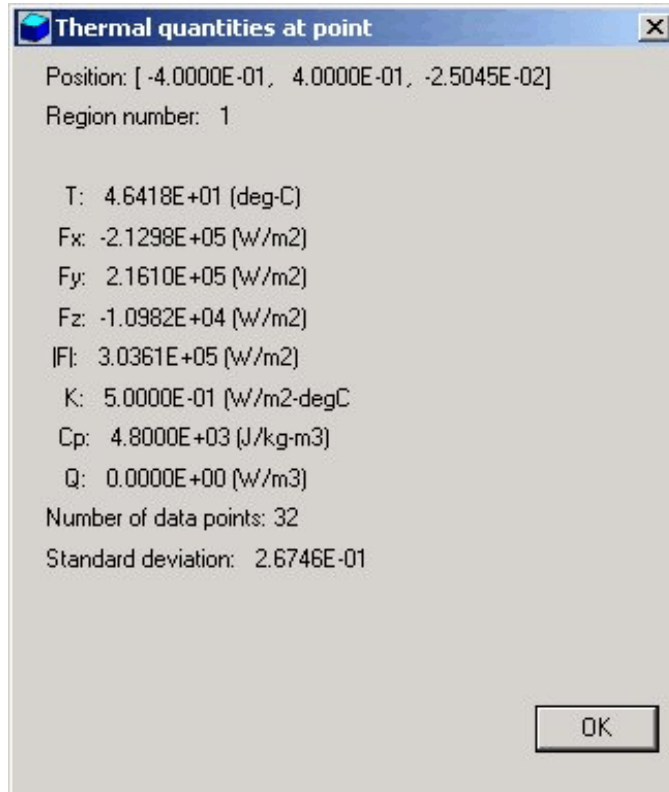 Thermal quantities at point
Position: [ -4.0000E-01, 4.0000E-01, -2.5045E-02]
Region number: 1
T: 4.6418E+01 (deg-C)
Fx: -2.1298E+05 (W/m2)
Fy: 2.1610E+05 (W/m2)
Fz: -1.0982E+04 (W/m2)
|F|: 3.0361E+05 (W/m2)
K: 5.0000E-01 (W/m2-degC
Cp: 4.8000E+03 (J/kg-m3)
Q: 0.0000E+00 (W/m3)
Number of data points: 32
Standard deviation: 2.6746E-01
OK